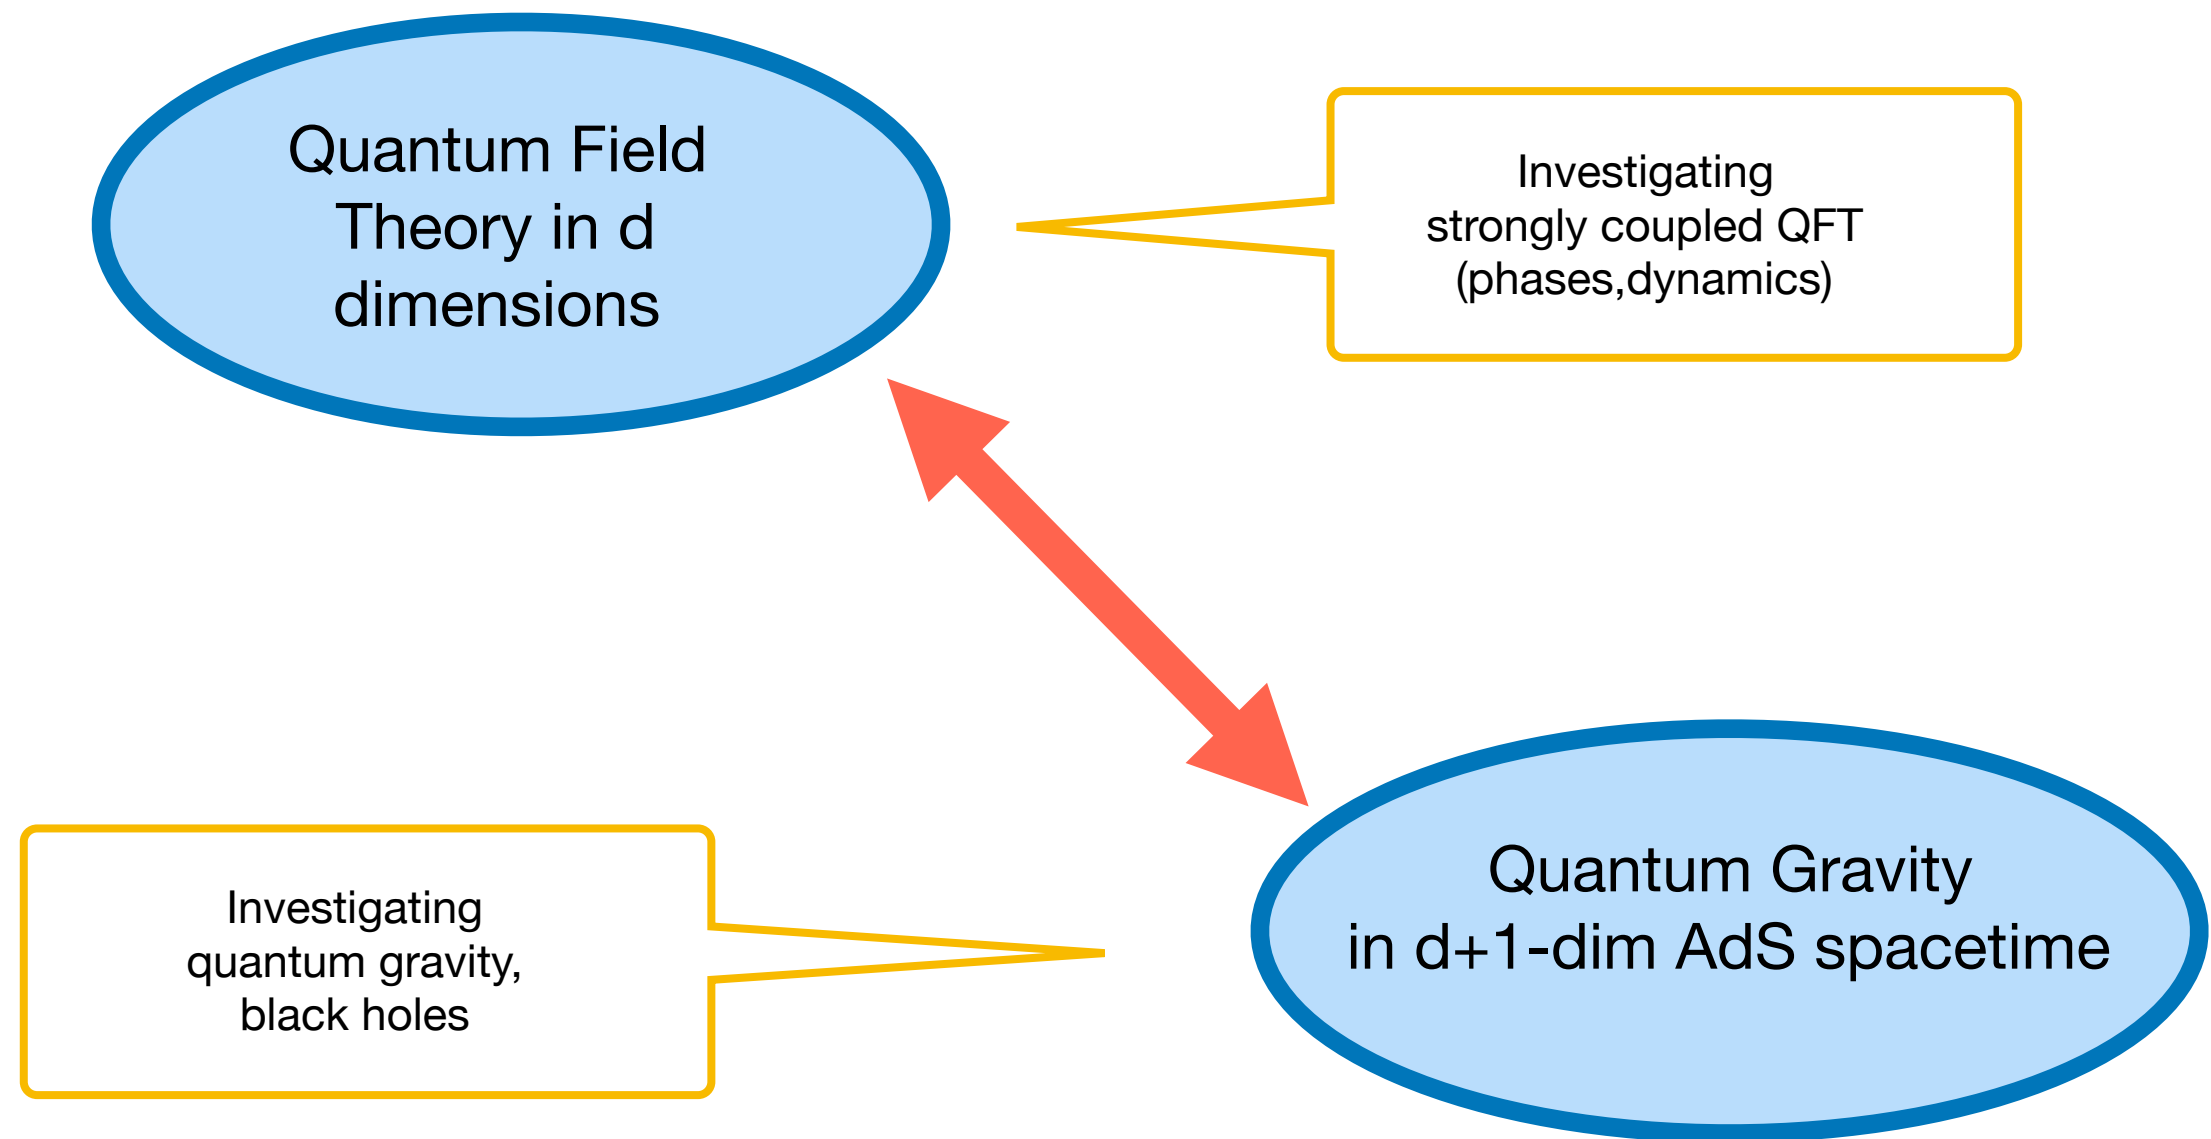 Quantum Field
Theory in d
dimensions
Investigating
strongly coupled QFT
(phases,dynamics)
Investigating
quantum gravity,
black holes
Quantum Gravity
in d+1-dim AdS spacetime